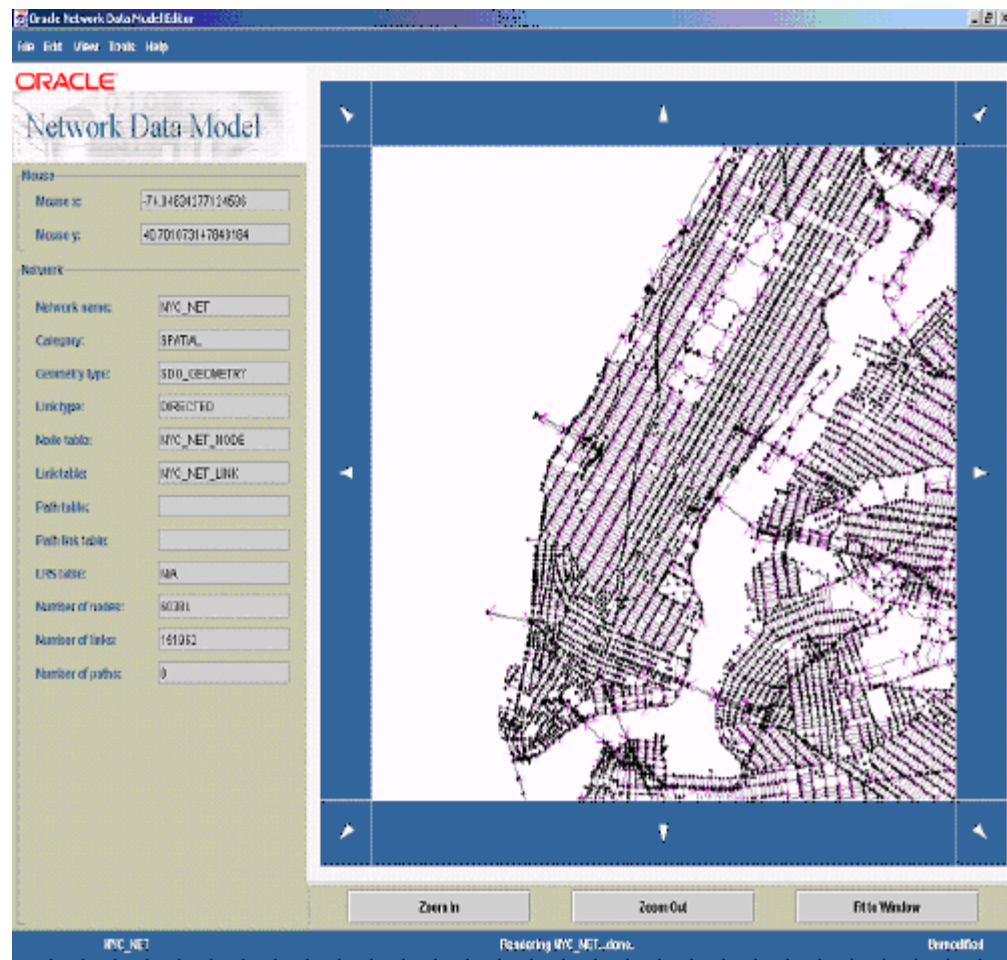 Oracle Network Data Model Editor
File Edit View Tools Help
ORACLE
Network Data Model
Mouse
Mouse x:
Mouse y:
Network
Network name: NYC_NET
Category: SPATIAL
Geometry type: SDO_GEOMETRY
Link type: DIRECTED
Node table: NYC_NET_NODE
Link table: NYC_NET_LINK
Path table:
Path link table:
LRS table: N/A
Number of nodes:
Number of links:
Number of paths: 0
Zoom In Zoom Out Fit to Window
NYC_NET Rendering NYC_NET...done. Unmodified